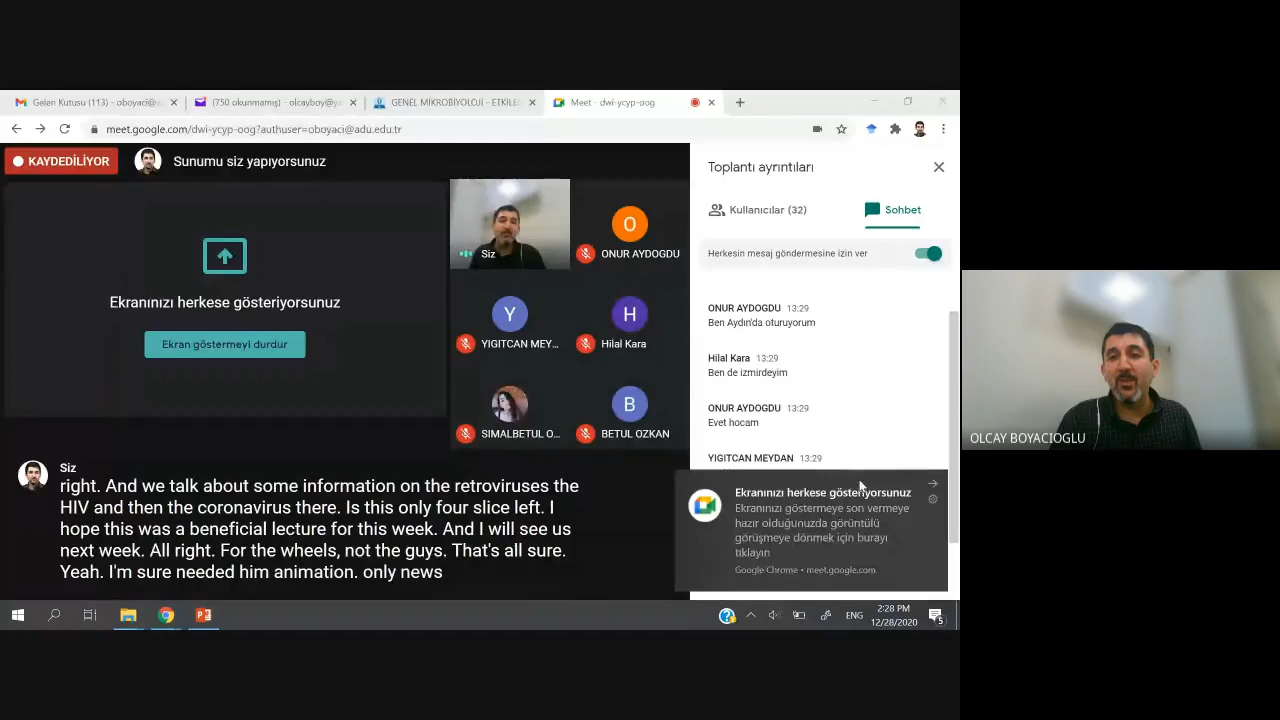 Gelen Kutusu (113) - oboyaci@a
(750 okunmamış) - olcayboy@y
GENEL MİKROBİYOLOJİ - ETKİLE
Meet - dwi-ycyp-oog
meet.google.com/dwi-ycyp-oog?authuser=oboyaci@adu.edu.tr
KAYDEDİLİYOR
Sunumu siz yapıyorsunuz
Ekranınızı herkese gösteriyorsunuz
Ekran göstermeyi durdur
Siz
ONUR AYDOGDU
Y
YIGITCAN MEY...
H
Hilal Kara
SIMALBETUL O...
B
BETUL OZKAN
O
Toplantı ayrıntıları
Kullanıcılar (32)
Sohbet
Herkesin mesaj göndermesine izin ver
ONUR AYDOGDU 13:29
Ben Aydın'da oturuyorum
Hilal Kara 13:29
Ben de izmirdeyim
ONUR AYDOGDU 13:29
Evet hocam
YIGITCAN MEYDAN 13:29
Siz
right. And we talk about some information on the retroviruses the
HIV and then the coronavirus there. Is this only four slice left. I
hope this was a beneficial lecture for this week. And I will see us
next week. All right. For the wheels, not the guys. That's all sure.
Yeah. I'm sure needed him animation. only news
Ekranınızı herkese gösteriyorsunuz
Ekranınızı göstermeye son vermeye
hazır olduğunuzda görüntülü
görüşmeye dönmek için burayı
tıklayın
Google Chrome • meet.google.com
ENG
2:28 PM
12/28/2020
5
OLCAY BOYACIOGLU